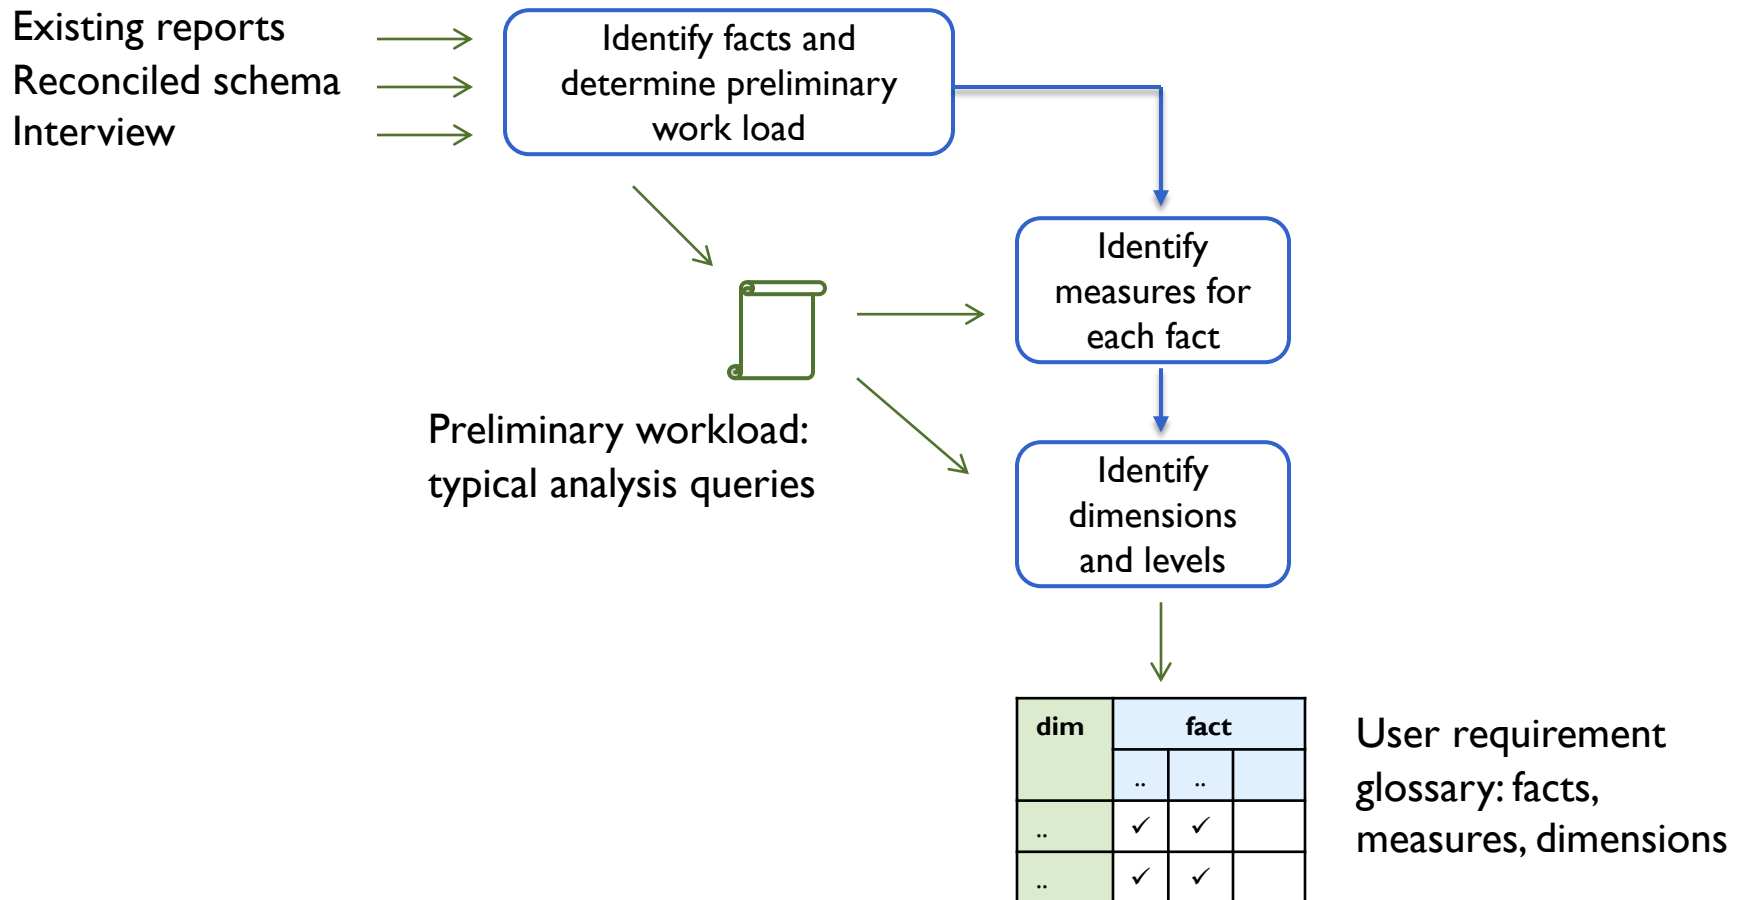 Existing reports
Reconciled schema
Interview
Identify facts and
determine preliminary
work load
Identify
measures for
each fact
Preliminary workload:
typical analysis queries
Identify
dimensions
and levels
dim
fact
.. ..
.. ✓ ✓
.. ✓ ✓
User requirement
glossary: facts,
measures, dimensions